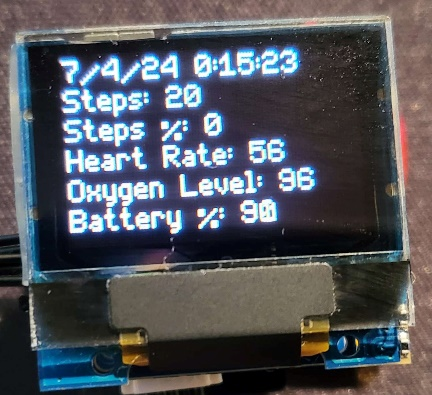 7/4/24 0:15:23
Steps: 20
Steps %: 0
Heart Rate: 56
Oxygen Level: 96
Battery %: 90